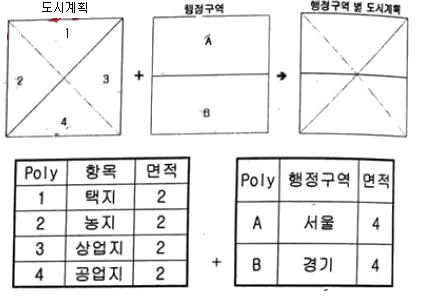 도시계획
행정구역
행정구역 별 도시계획
1
2
3
4
+
A
B
Poly 항목 면적
1 택지 2
2 농지 2
3 상업지 2
4 공업지 2
+
Poly 행정구역 면적
A 서울 4
B 경기 4